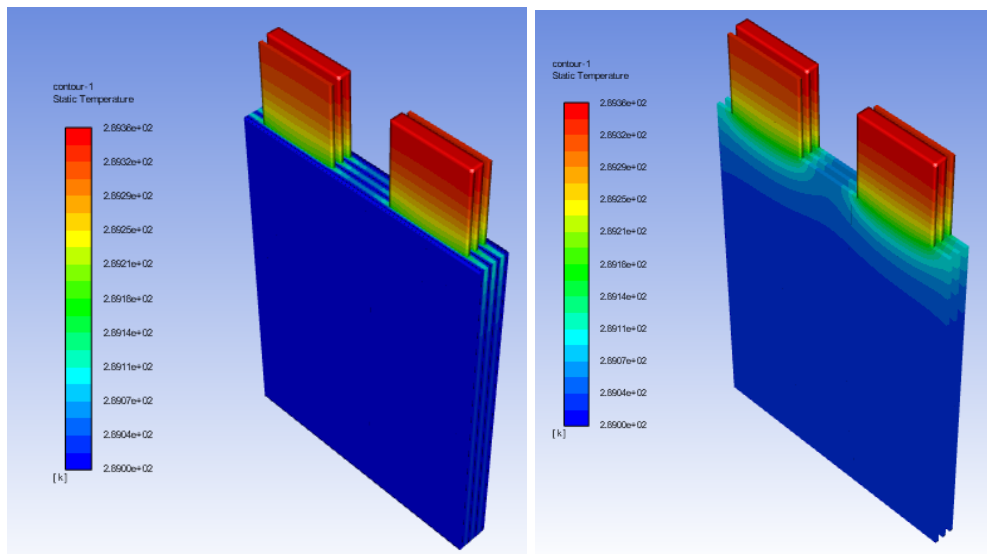 contour-1
Static Temperature
2.8936e+02
2.8932e+02
2.8929e+02
2.8925e+02
2.8921e+02
2.8918e+02
2.8914e+02
2.8911e+02
2.8907e+02
2.8904e+02
2.8900e+02
[ k ]
contour-1
Static Temperature
2.8936e+02
2.8932e+02
2.8929e+02
2.8925e+02
2.8921e+02
2.8918e+02
2.8914e+02
2.8911e+02
2.8907e+02
2.8904e+02
2.8900e+02
[ k ]